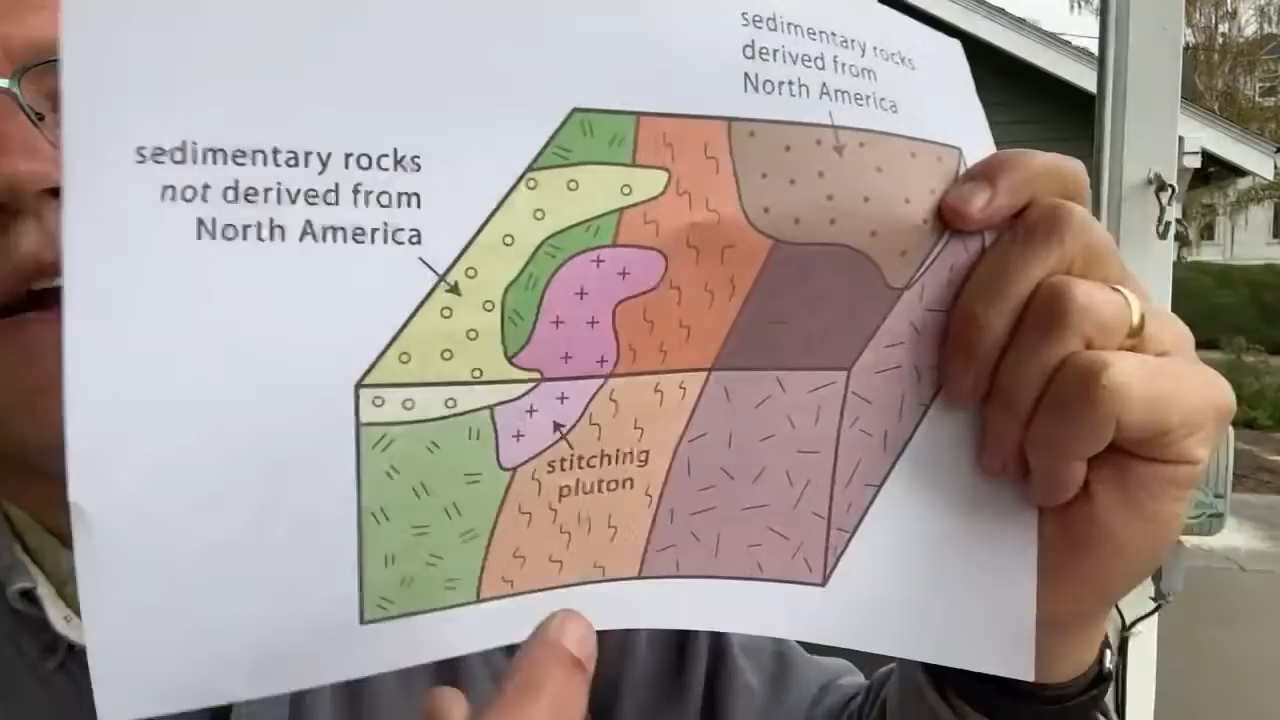 sedimentary rocks
derived from
North America
sedimentary rocks
not derived from
North America
stitching
pluton